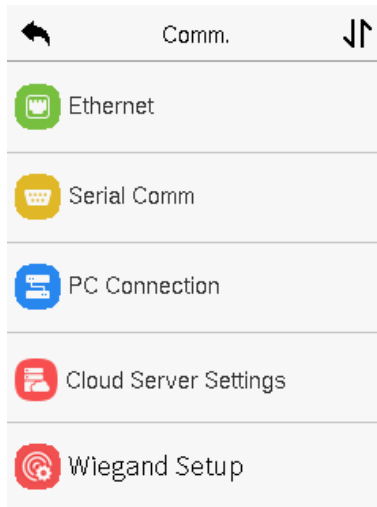 Comm.
Ethernet
Serial Comm
PC Connection
Cloud Server Settings
Wiegand Setup